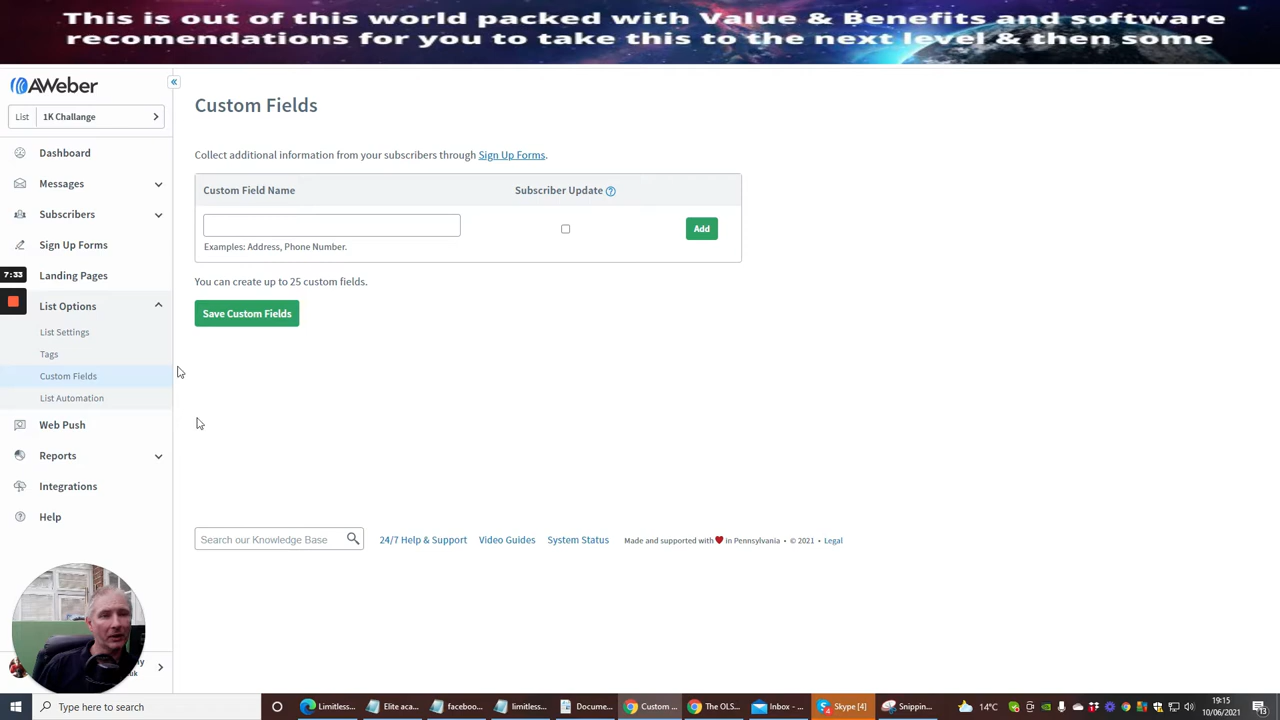 This is out of this world packed with Value & Benefits and software
recomendations for you to take this to the next level & then some
AWeber
«
List 1K Challange
Custom Fields
Dashboard
Collect additional information from your subscribers through Sign Up Forms.
Messages
Custom Field Name Subscriber Update ?
Subscribers
Add
Sign Up Forms
Examples: Address, Phone Number.
7:33
Landing Pages
You can create up to 25 custom fields.
List Options
Save Custom Fields
List Settings
Tags
Custom Fields
List Automation
Web Push
Reports
Integrations
Help
Search our Knowledge Base 24/7 Help & Support Video Guides System Status Made and supported with in Pennsylvania • © 2021 • Legal
Type here to search
Limitless...
Elite aca...
faceboo...
limitless...
Docume...
Custom ...
The OLS...
Inbox - ...
Skype [4]
Snippin...
14°C
19:15
10/06/2021